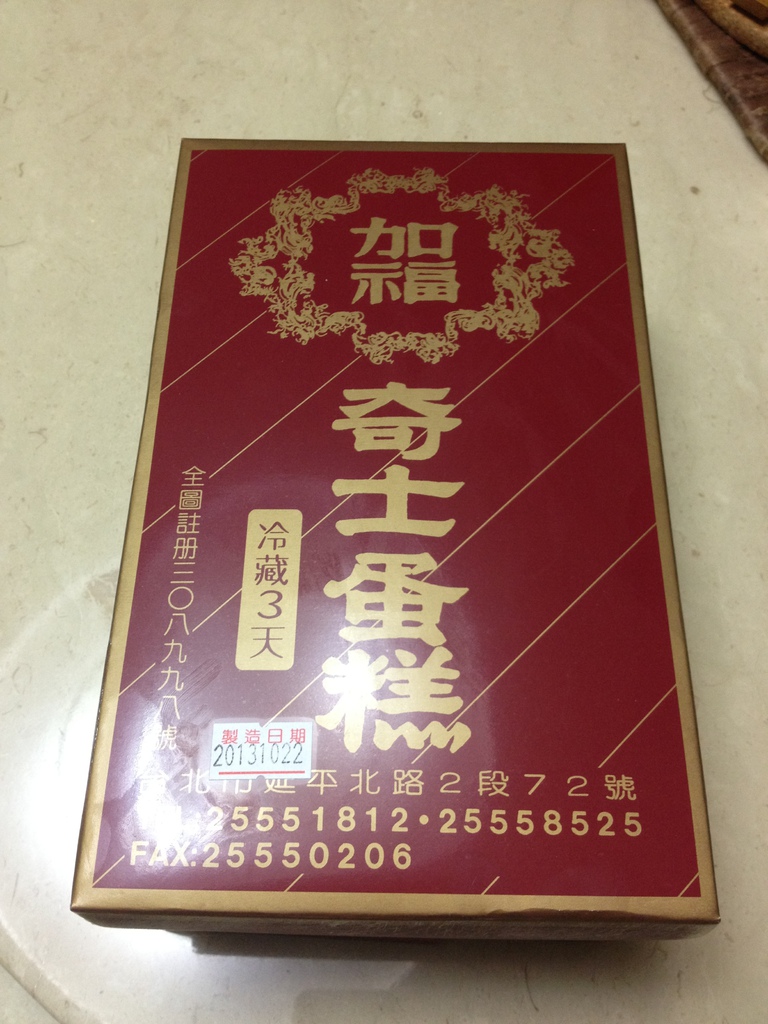 加
福
奇士蛋糕
冷藏3天
全圖註册三〇八九九八號
製造日期
20131022
台北市延平北路2段72號
25551812·25558525
FAX:25550206